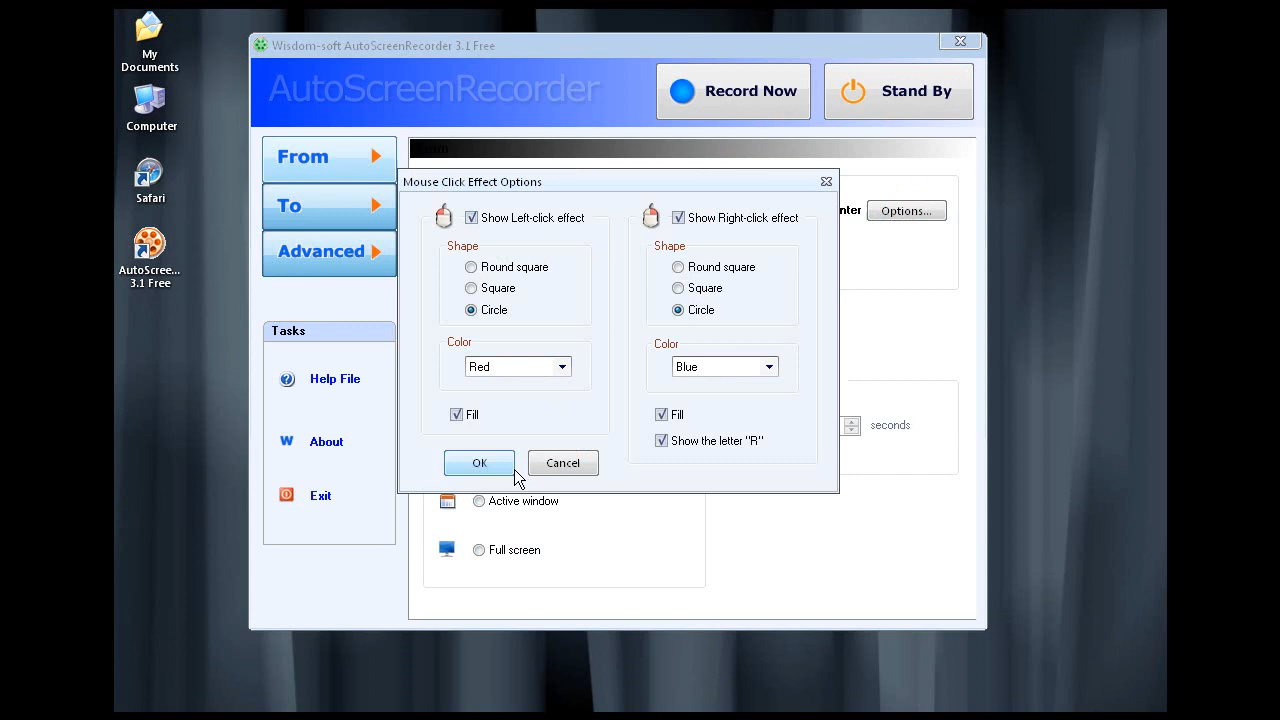 My
Documents
Computer
Safari
AutoScree...
3.1 Free
Wisdom-soft AutoScreenRecorder 3.1 Free
AutoScreenRecorder
Record Now
Stand By
From
To
Advanced
Tasks
Help File
About
Exit
Mouse Click Effect Options
Show Left-click effect
Shape
Round square
Square
Circle
Color
Red
Fill
Show Right-click effect
Shape
Round square
Square
Circle
Color
Blue
Fill
Show the letter "R"
OK
Cancel
Options...
seconds
Active window
Full screen